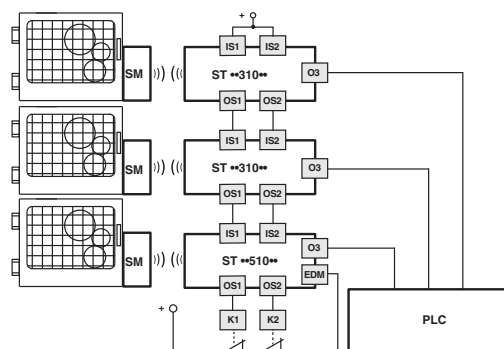 +
IS1 IS2
SM ST ••310•• O3
OS1 OS2
IS1 IS2
SM ST ••310•• O3
OS1 OS2
IS1 IS2
SM ST ••510•• O3
EDM
OS1 OS2
+ K1 K2 PLC